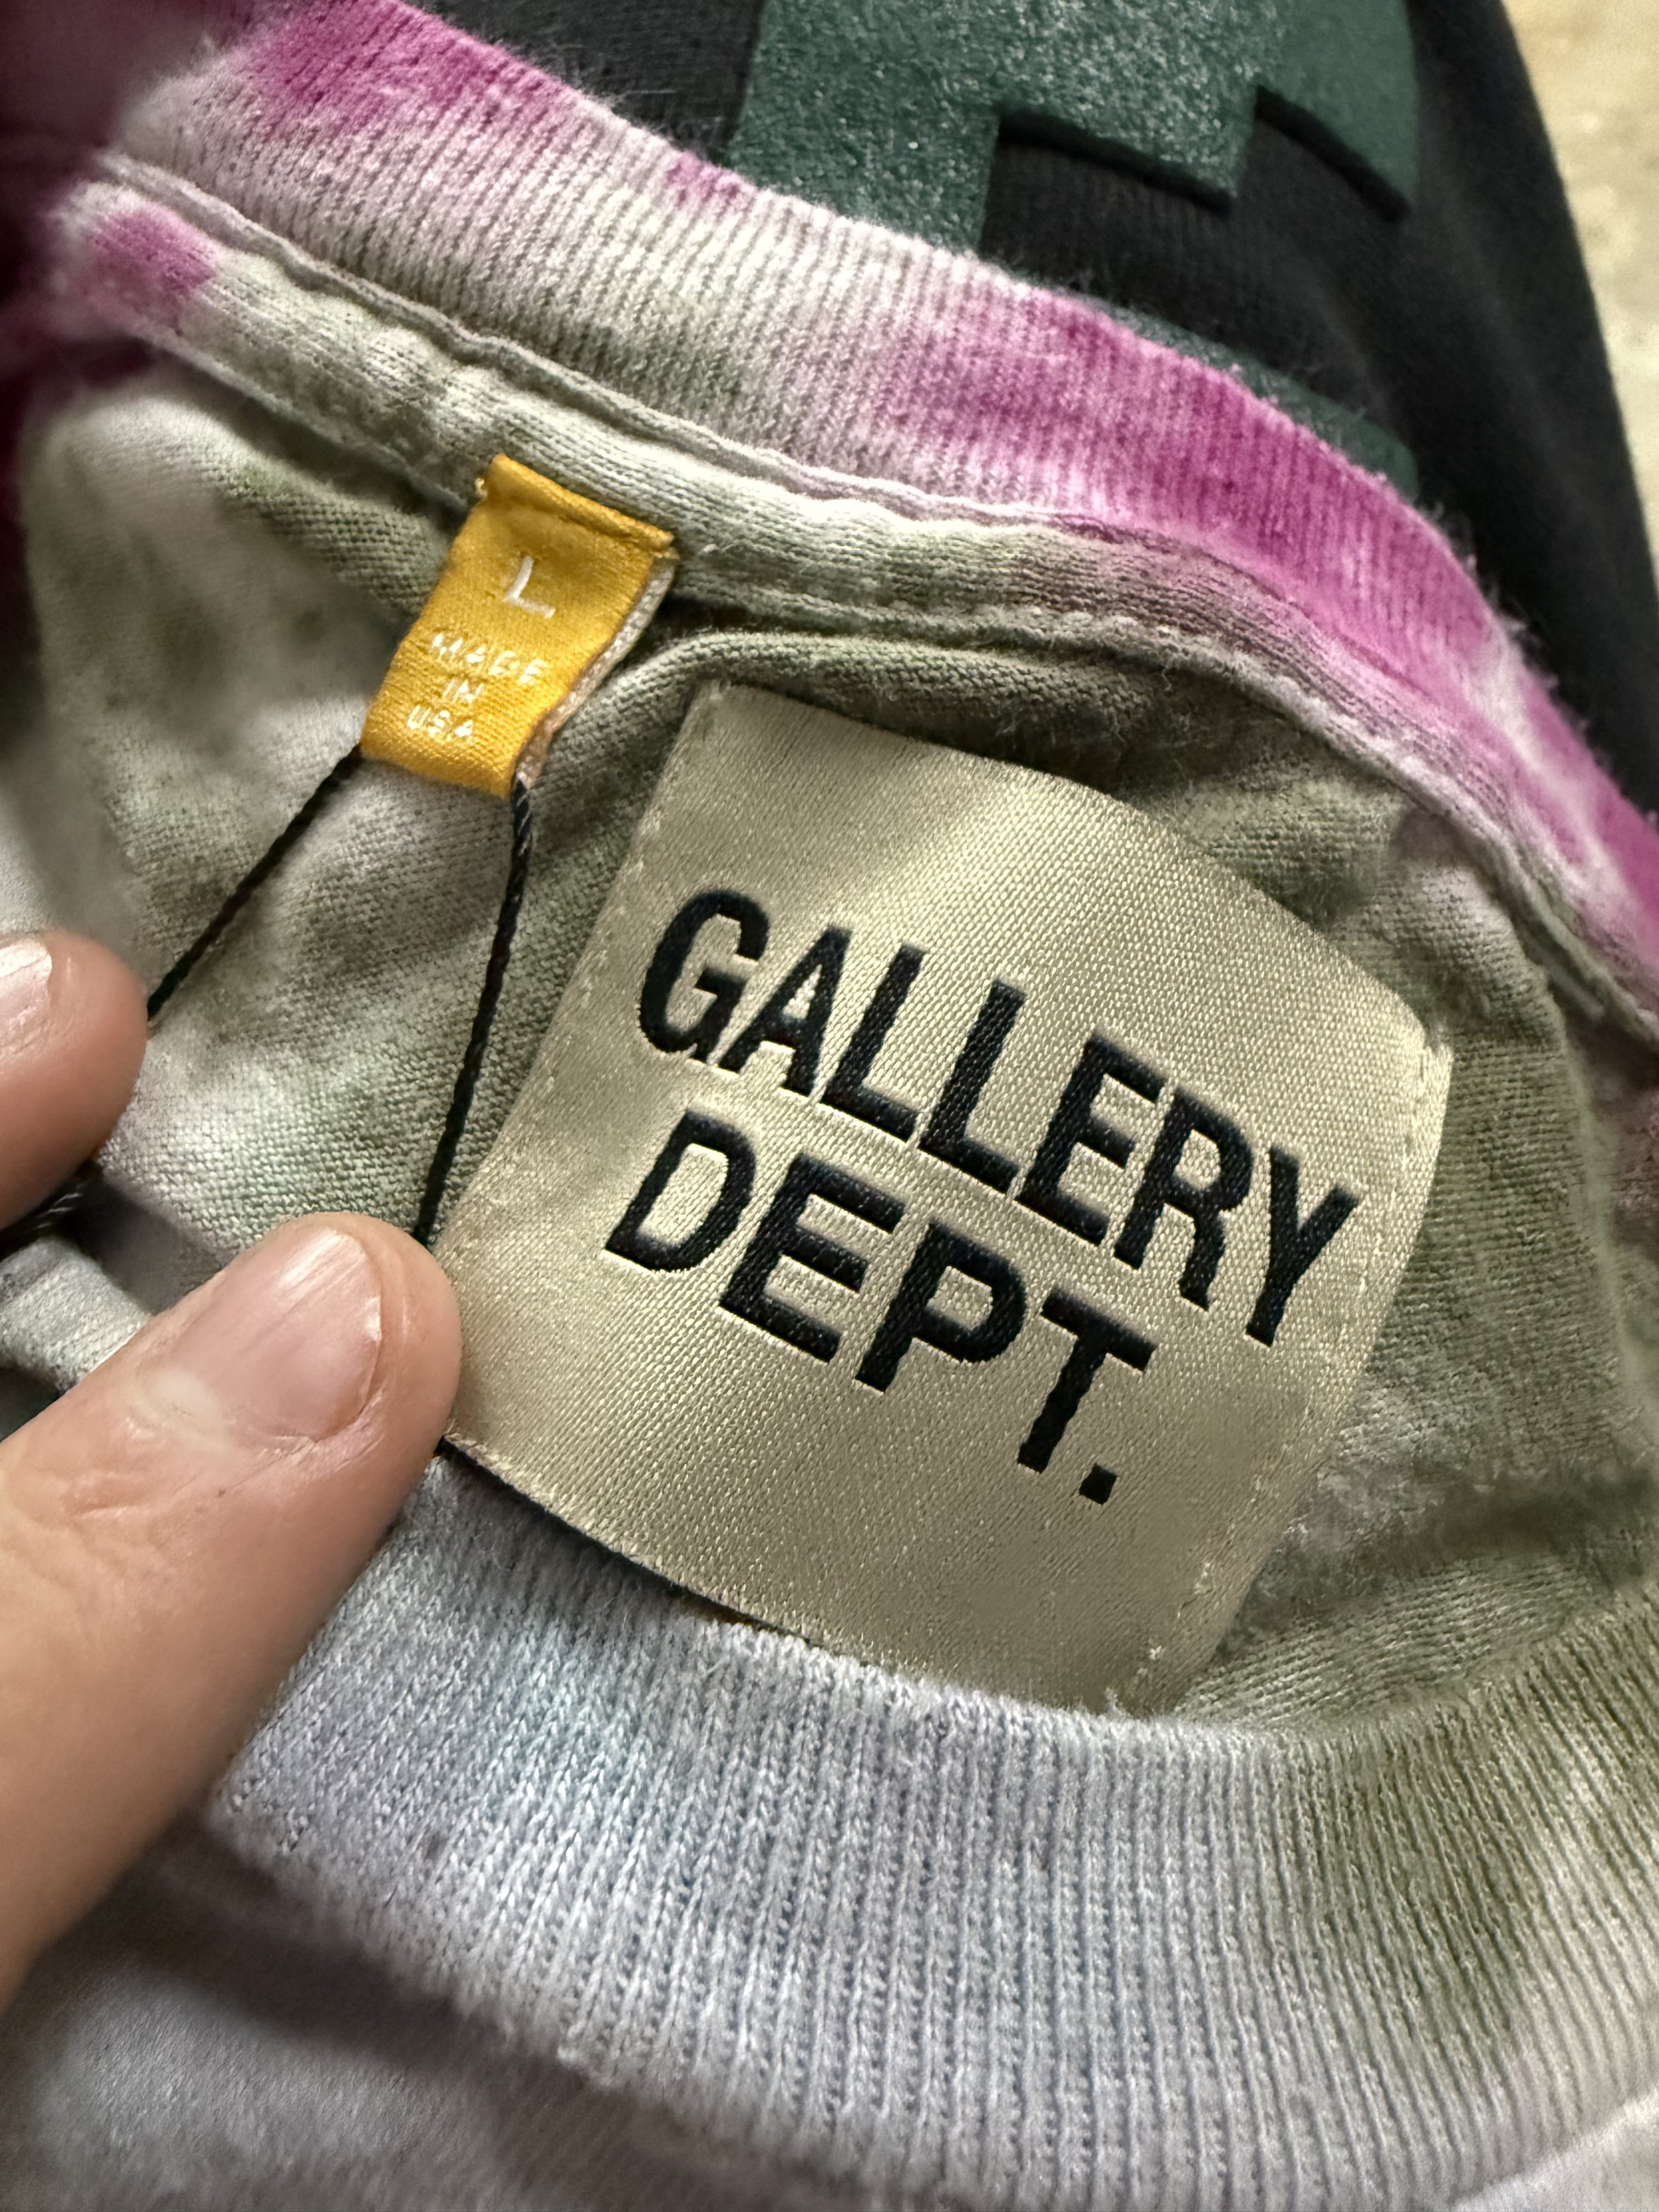 L
MADE
IN
USA
GALLERY
DEPT.